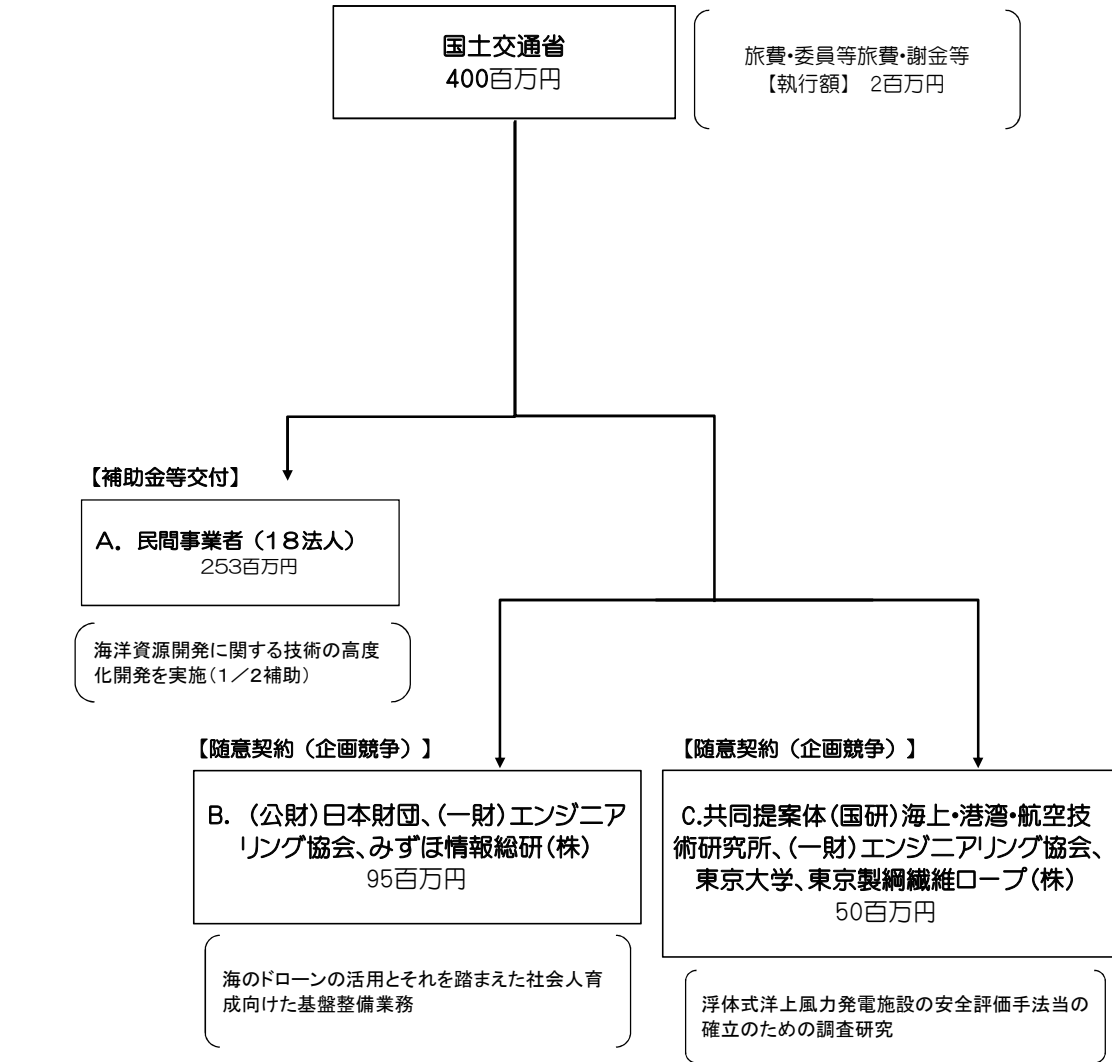 国土交通省
400百万円
旅費・委員等旅費・謝金等
【執行額】 2百万円
【補助金等交付】
A. 民間事業者（18法人）
253百万円
海洋資源開発に関する技術の高度
化開発を実施（1／2補助）
【随意契約（企画競争）】
B. （公財）日本財団、（一財）エンジニア
リング協会、みずほ情報総研（株）
95百万円
海のドローンの活用とそれを踏まえた社会人育
成向けた基盤整備業務
【随意契約（企画競争）】
C.共同提案体（国研）海上・港湾・航空技
術研究所、（一財）エンジニアリング協会、
東京大学、東京製綱繊維ロープ（株）
50百万円
浮体式洋上風力発電施設の安全評価手法当の
確立のための調査研究